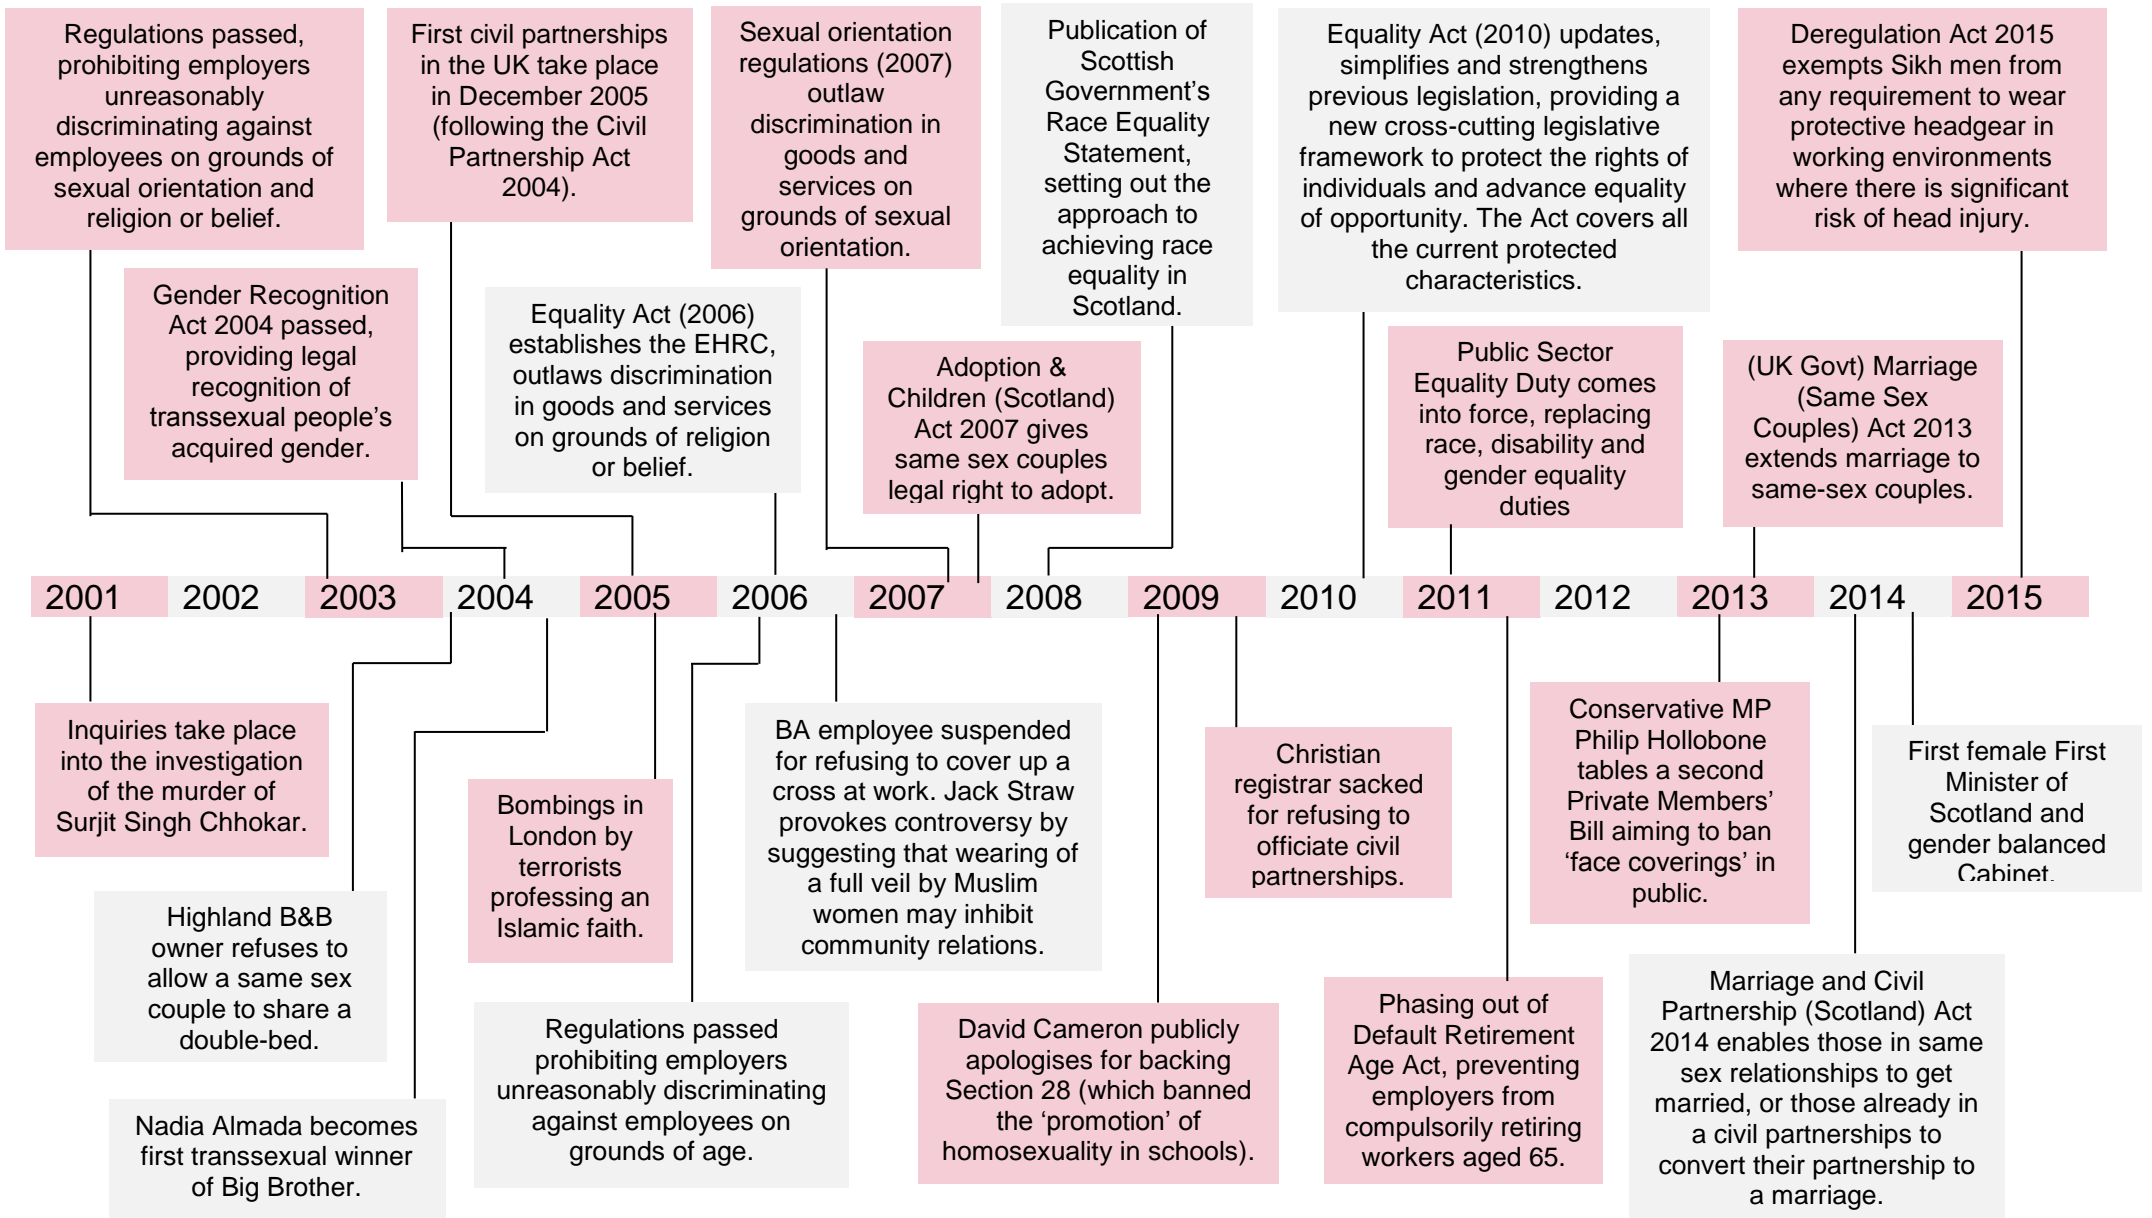 Regulations passed,
prohibiting employers
unreasonably
discriminating against
employees on grounds of
sexual orientation and
religion or belief.
First civil partnerships
in the UK take place
in December 2005
(following the Civil
Partnership Act
2004).
Sexual orientation
regulations (2007)
outlaw
discrimination in
goods and
services on
grounds of sexual
orientation.
Publication of
Scottish
Government’s
Race Equality
Statement,
setting out the
approach to
achieving race
equality in
Scotland.
Equality Act (2010) updates,
simplifies and strengthens
previous legislation, providing a
new cross-cutting legislative
framework to protect the rights of
individuals and advance equality
of opportunity. The Act covers all
the current protected
characteristics.
Deregulation Act 2015
exempts Sikh men from
any requirement to wear
protective headgear in
working environments
where there is significant
risk of head injury.
Gender Recognition
Act 2004 passed,
providing legal
recognition of
transsexual people’s
acquired gender.
Equality Act (2006)
establishes the EHRC,
outlaws discrimination
in goods and services
on grounds of religion
or belief.
Adoption &
Children (Scotland)
Act 2007 gives
same sex couples
legal right to adopt.
Public Sector
Equality Duty comes
into force, replacing
race, disability and
gender equality
duties
(UK Govt) Marriage
(Same Sex
Couples) Act 2013
extends marriage to
same-sex couples.
2001 2002 2003 2004 2005 2006 2007 2008 2009 2010 2011 2012 2013 2014 2015
Inquiries take place
into the investigation
of the murder of
Surjit Singh Chhokar.
Highland B&B
owner refuses to
allow a same sex
couple to share a
double-bed.
Nadia Almada becomes
first transsexual winner
of Big Brother.
Bombings in
London by
terrorists
professing an
Islamic faith.
Regulations passed
prohibiting employers
unreasonably discriminating
against employees on
grounds of age.
BA employee suspended
for refusing to cover up a
cross at work. Jack Straw
provokes controversy by
suggesting that wearing of
a full veil by Muslim
women may inhibit
community relations.
David Cameron publicly
apologises for backing
Section 28 (which banned
the ‘promotion’ of
homosexuality in schools).
Christian
registrar sacked
for refusing to
officiate civil
partnerships.
Phasing out of
Default Retirement
Age Act, preventing
employers from
compulsorily retiring
workers aged 65.
Conservative MP
Philip Hollobone
tables a second
Private Members’
Bill aiming to ban
‘face coverings’ in
public.
Marriage and Civil
Partnership (Scotland) Act
2014 enables those in same
sex relationships to get
married, or those already in
a civil partnerships to
convert their partnership to
a marriage.
First female First
Minister of
Scotland and
gender balanced
Cabinet.